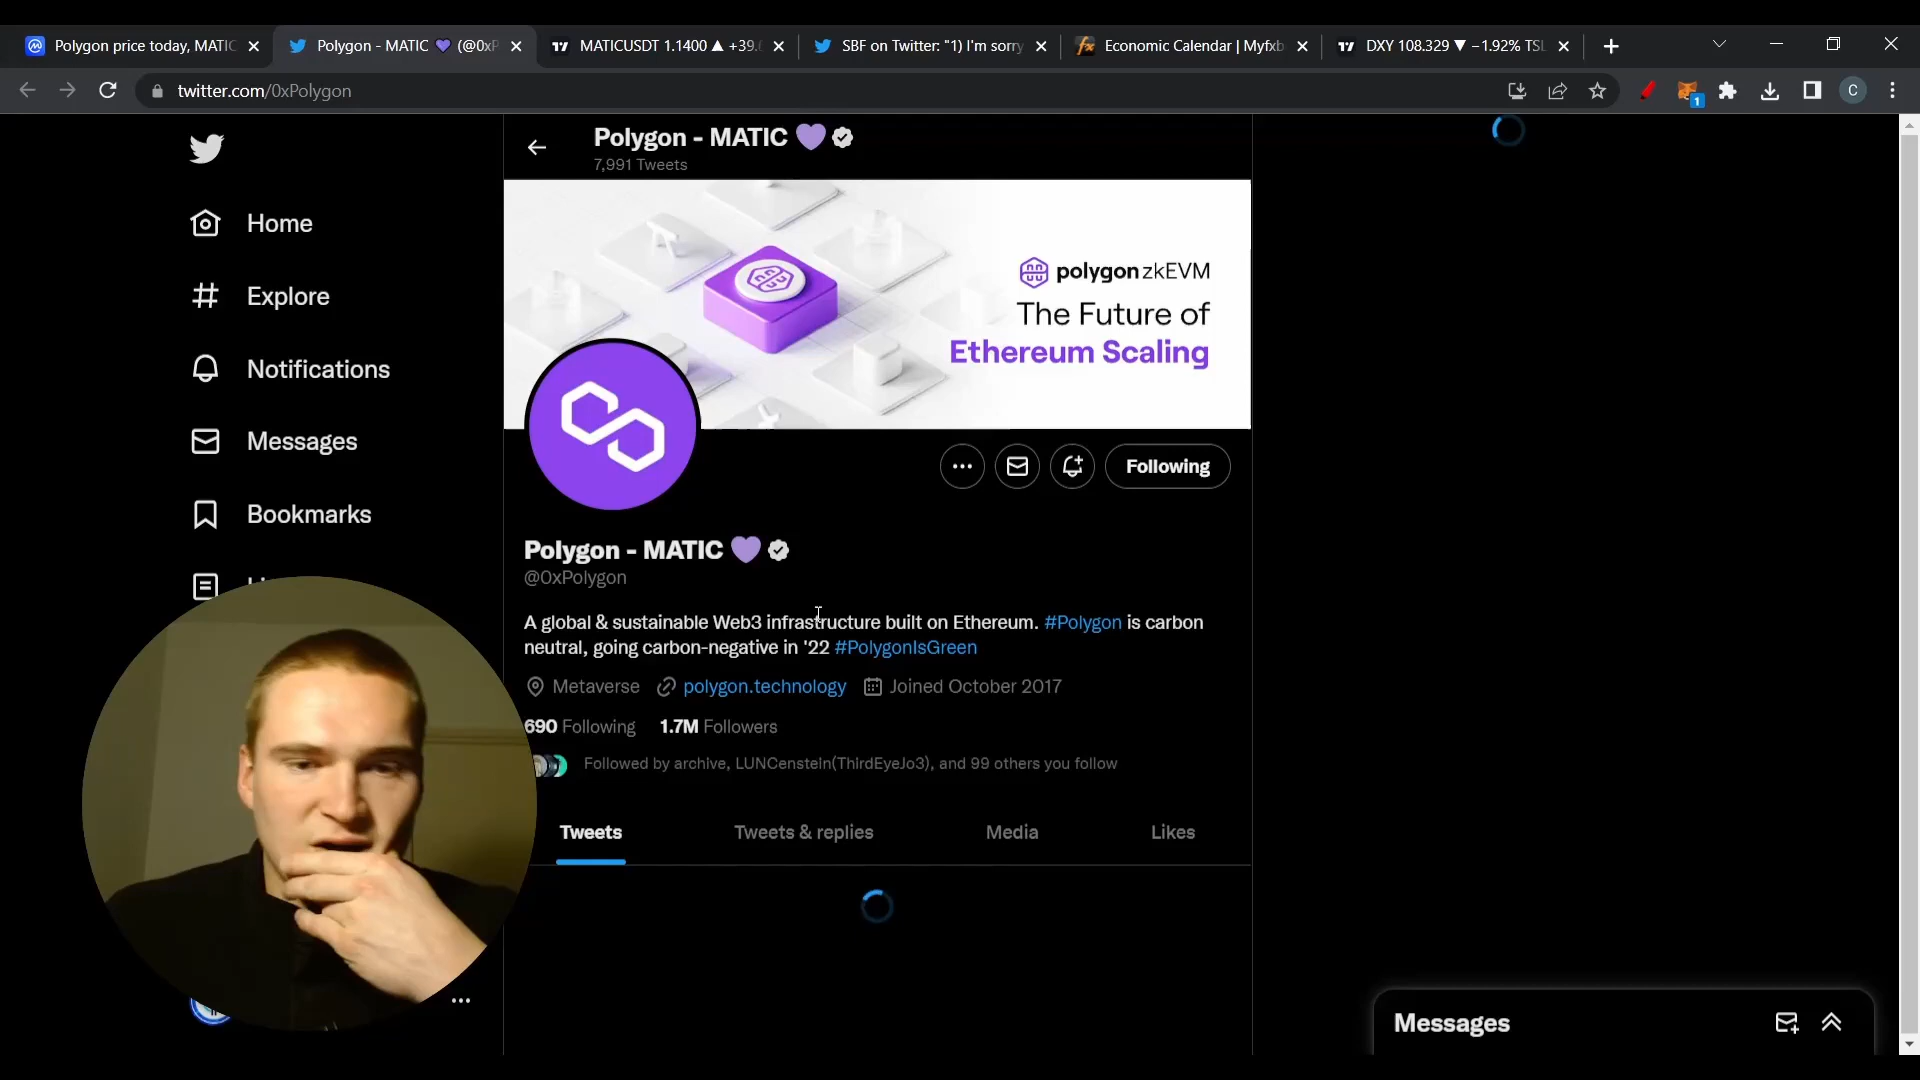 Polygon price today, MATIC
Polygon - MATIC 💜 (@0xP
MATICUSDT 1.1400 ▲ +39.6
SBF on Twitter: "1) I'm sorry
Economic Calendar | Myfxb
DXY 108.329 ▼ −1.92% TSL
twitter.com/0xPolygon
1
C
Polygon - MATIC 💜
7,991 Tweets
Home
Explore
Notifications
Messages
Bookmarks
polygon zkEVM
The Future of
Ethereum Scaling
Following
Polygon - MATIC 💜
@0xPolygon
A global & sustainable Web3 infrastructure built on Ethereum. #Polygon is carbon
neutral, going carbon-negative in '22 #PolygonIsGreen
Metaverse polygon.technology Joined October 2017
690 Following 1.7M Followers
Followed by archive, LUNCenstein(ThirdEyeJo3), and 99 others you follow
Tweets Tweets & replies Media Likes
Messages